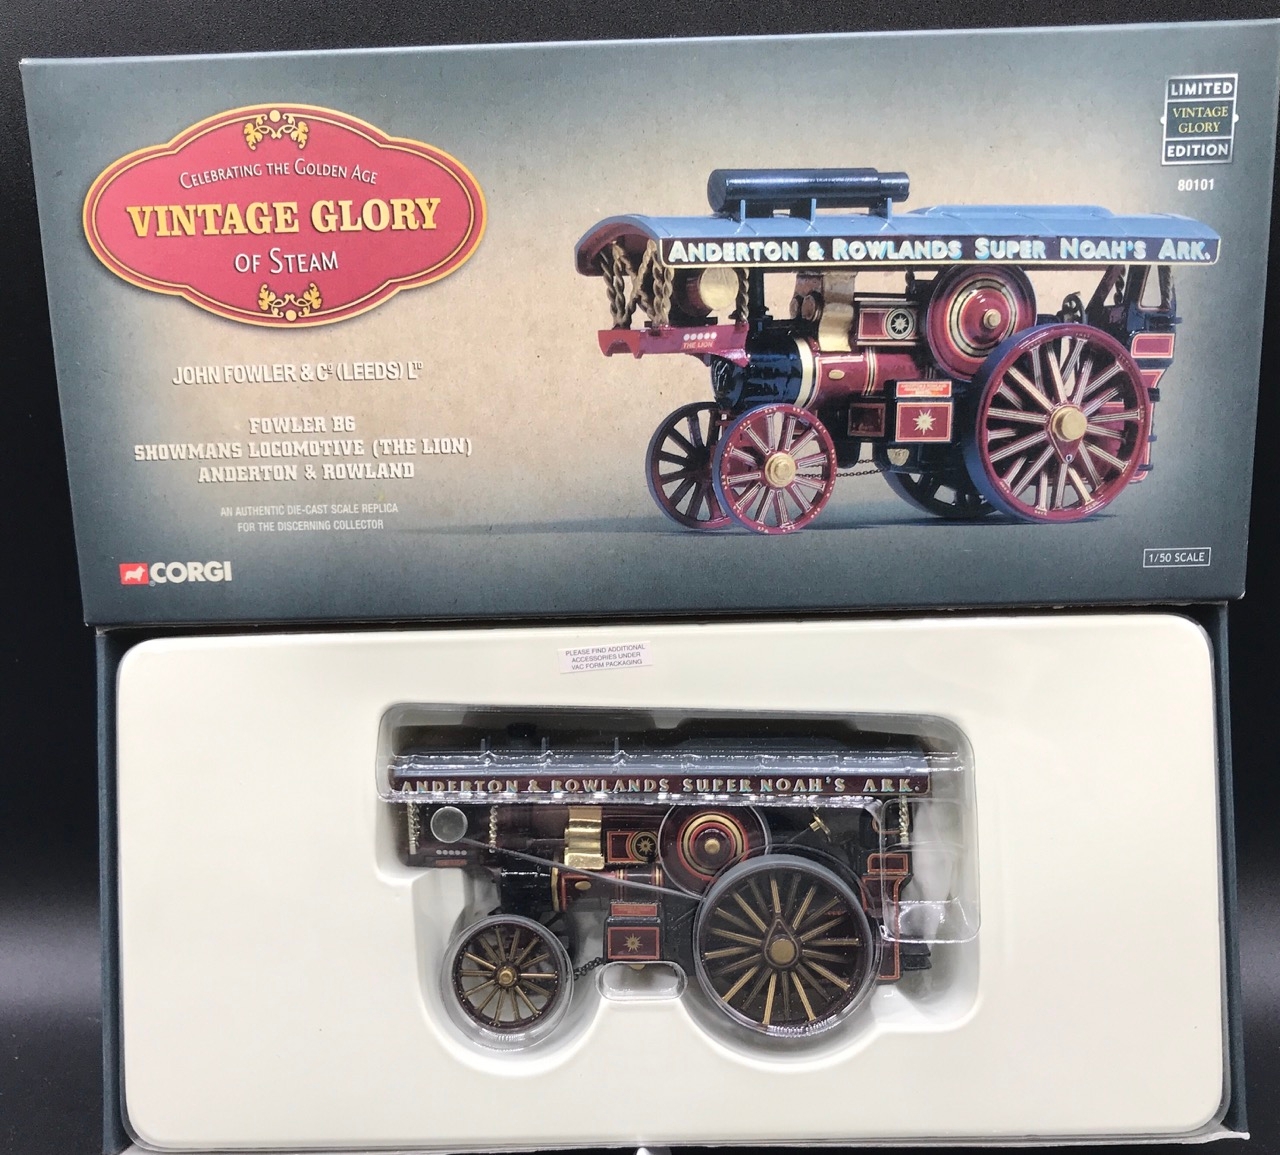 CELEBRATING THE GOLDEN AGE
VINTAGE GLORY
OF STEAM
LIMITED
VINTAGE
GLORY
EDITION
80101
ANDERTON & ROWLANDS SUPER NOAH'S ARK.
THE LION
JOHN FOWLER & Cº (LEEDS) Lᵀᴰ
FOWLER B6
SHOWMANS LOCOMOTIVE (THE LION)
ANDERTON & ROWLAND
AN AUTHENTIC DIE-CAST SCALE REPLICA
FOR THE DISCERNING COLLECTOR
CORGI
1/50 SCALE
PLEASE FIND ADDITIONAL
ACCESSORIES UNDER
VAC FORM PACKAGING
ANDERTON & ROWLANDS SUPER NOAH'S ARK.